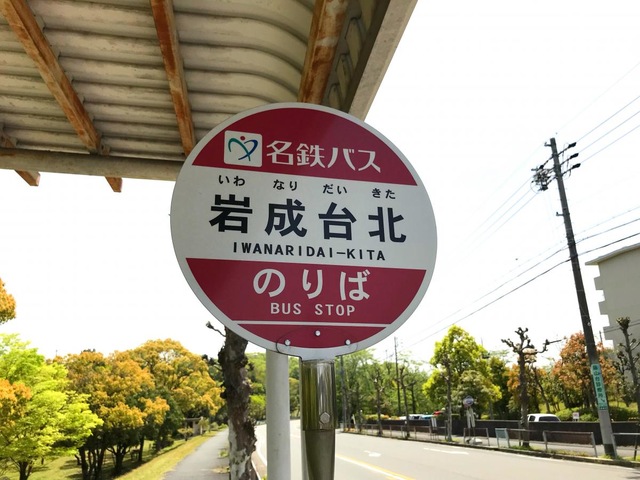 名鉄バス
いわ なり だい きた
岩成台北
IWANARIDAI-KITA
のりば
BUS STOP